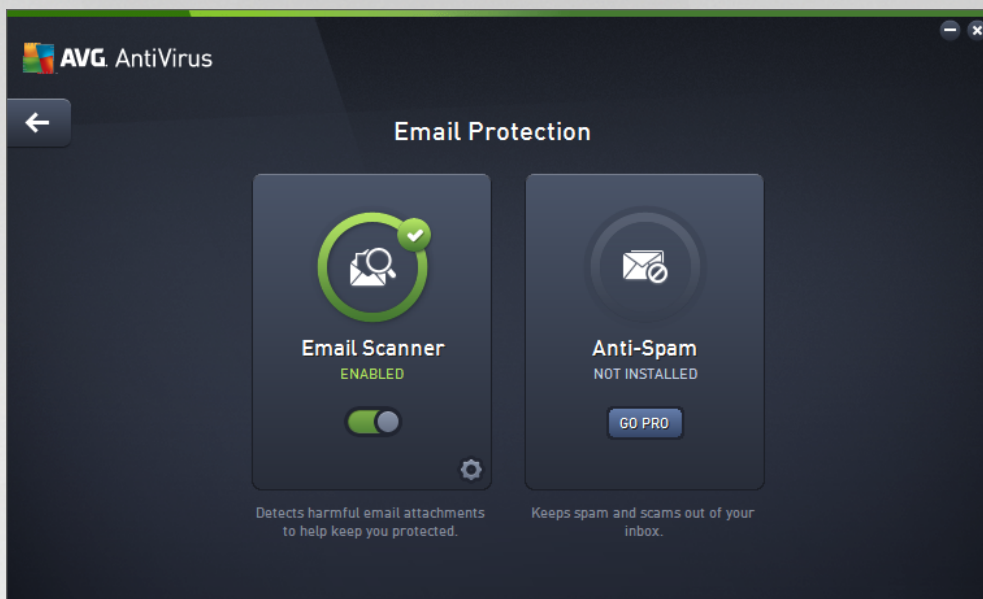 AVG. AntiVirus
Email Protection
Email Scanner
ENABLED
Detects harmful email attachments
to help keep you protected.
Anti-Spam
NOT INSTALLED
GO PRO
Keeps spam and scams out of your
inbox.